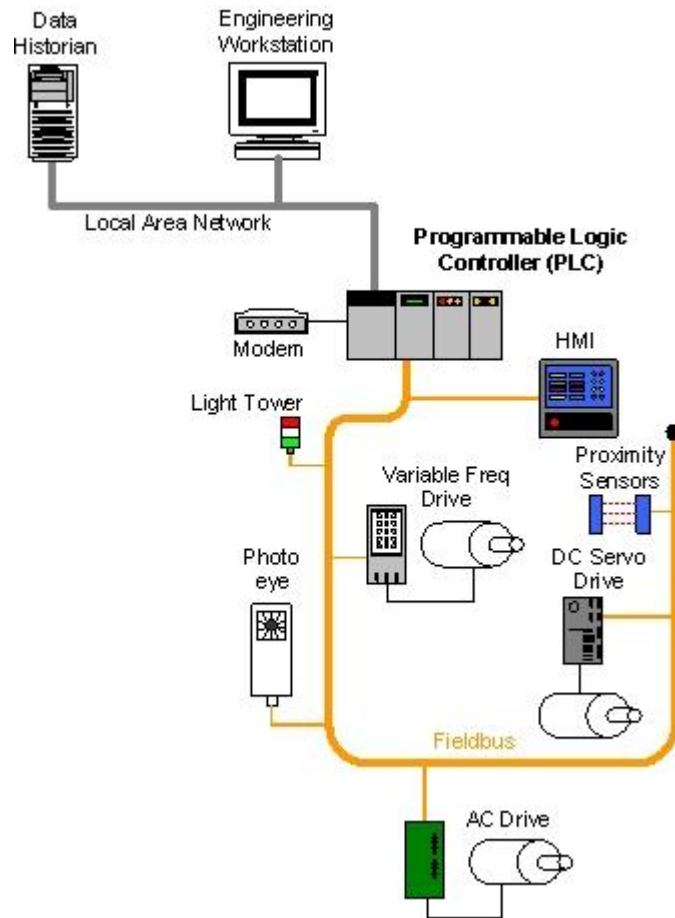 Data
Historian
Engineering
Workstation
Local Area Network
Programmable Logic
Controller (PLC)
Modem
HMI
Light Tower
Proximity
Sensors
Variable Freq
Drive
Photo
eye
DC Servo
Drive
Fieldbus
AC Drive